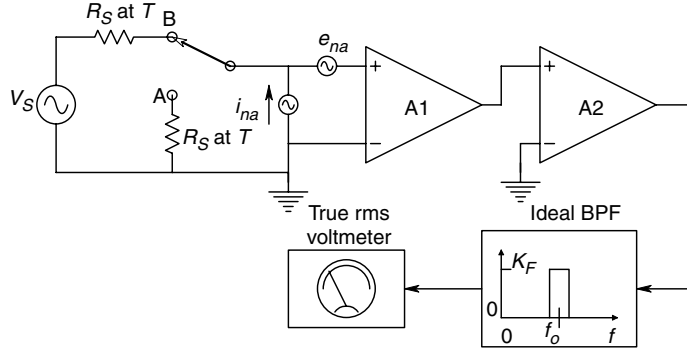 R_S at T
B
e_na
V_S
A
i_na
+
−
A1
+
−
A2
R_S at T
True rms
voltmeter
Ideal BPF
K_F
0
0
f_o
f